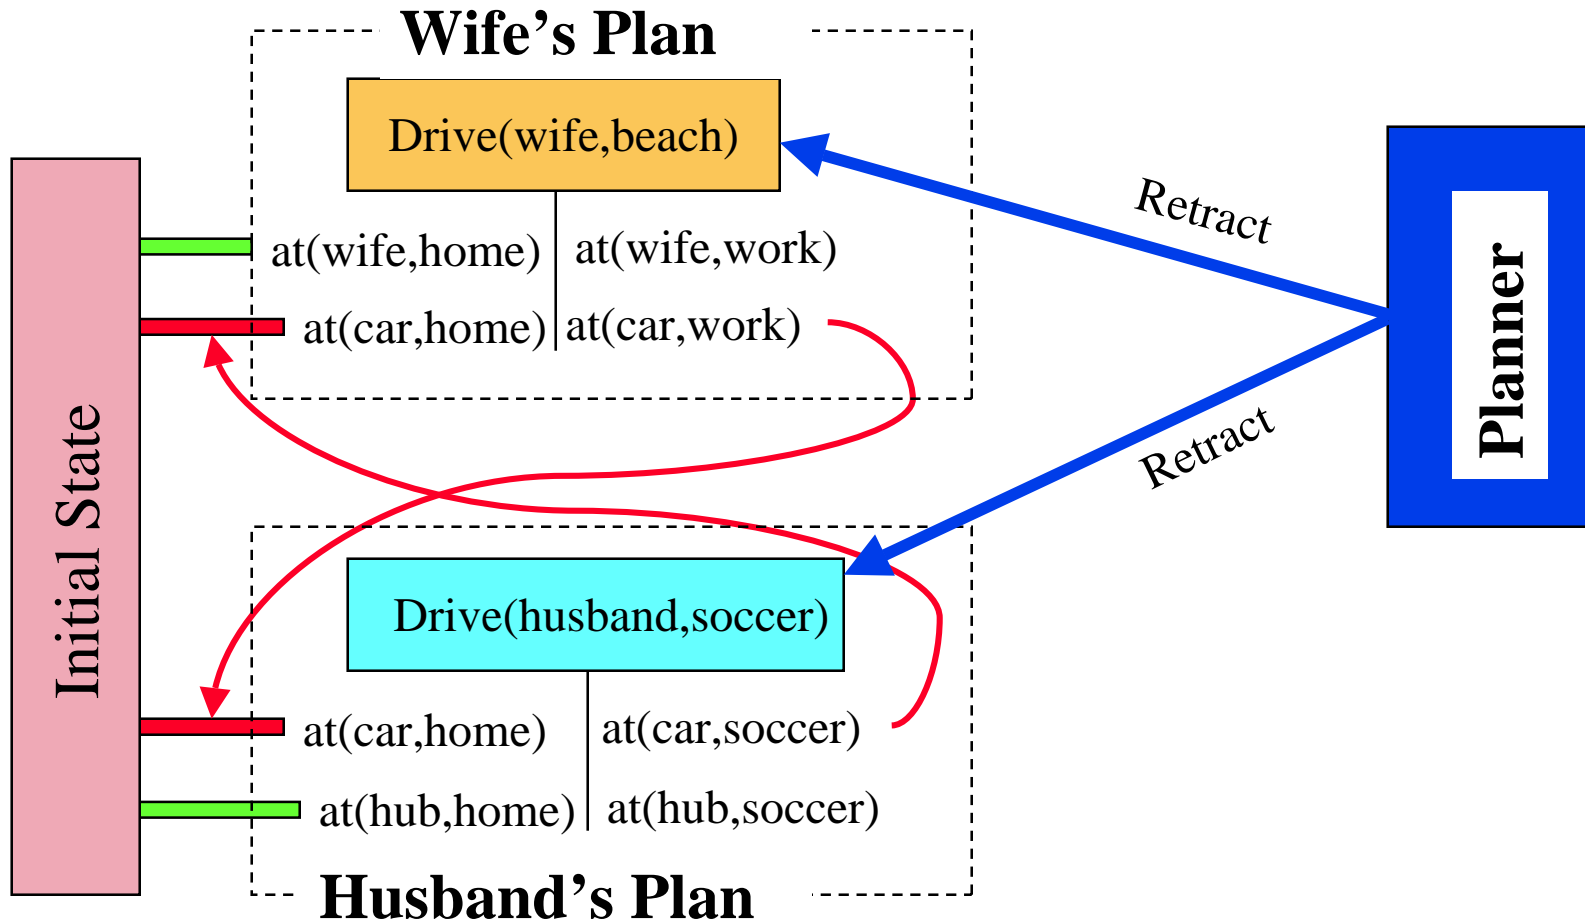 Wife's Plan
Drive(wife,beach)
at(wife,home) at(wife,work)
at(car,home) at(car,work)
Initial State
Retract
Retract
Planner
Drive(husband,soccer)
at(car,home) at(car,soccer)
at(hub,home) at(hub,soccer)
Husband's Plan